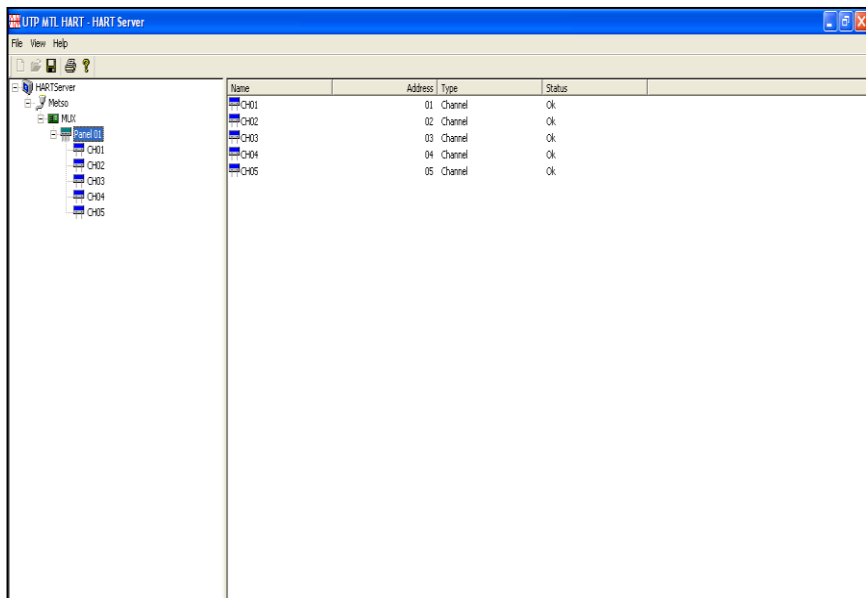 UTP MTL HART - HART Server
File View Help
HARTServer
Metso
MUX
Panel 01
CH01
CH02
CH03
CH04
CH05
Name Address Type Status
CH01 01 Channel Ok
CH02 02 Channel Ok
CH03 03 Channel Ok
CH04 04 Channel Ok
CH05 05 Channel Ok